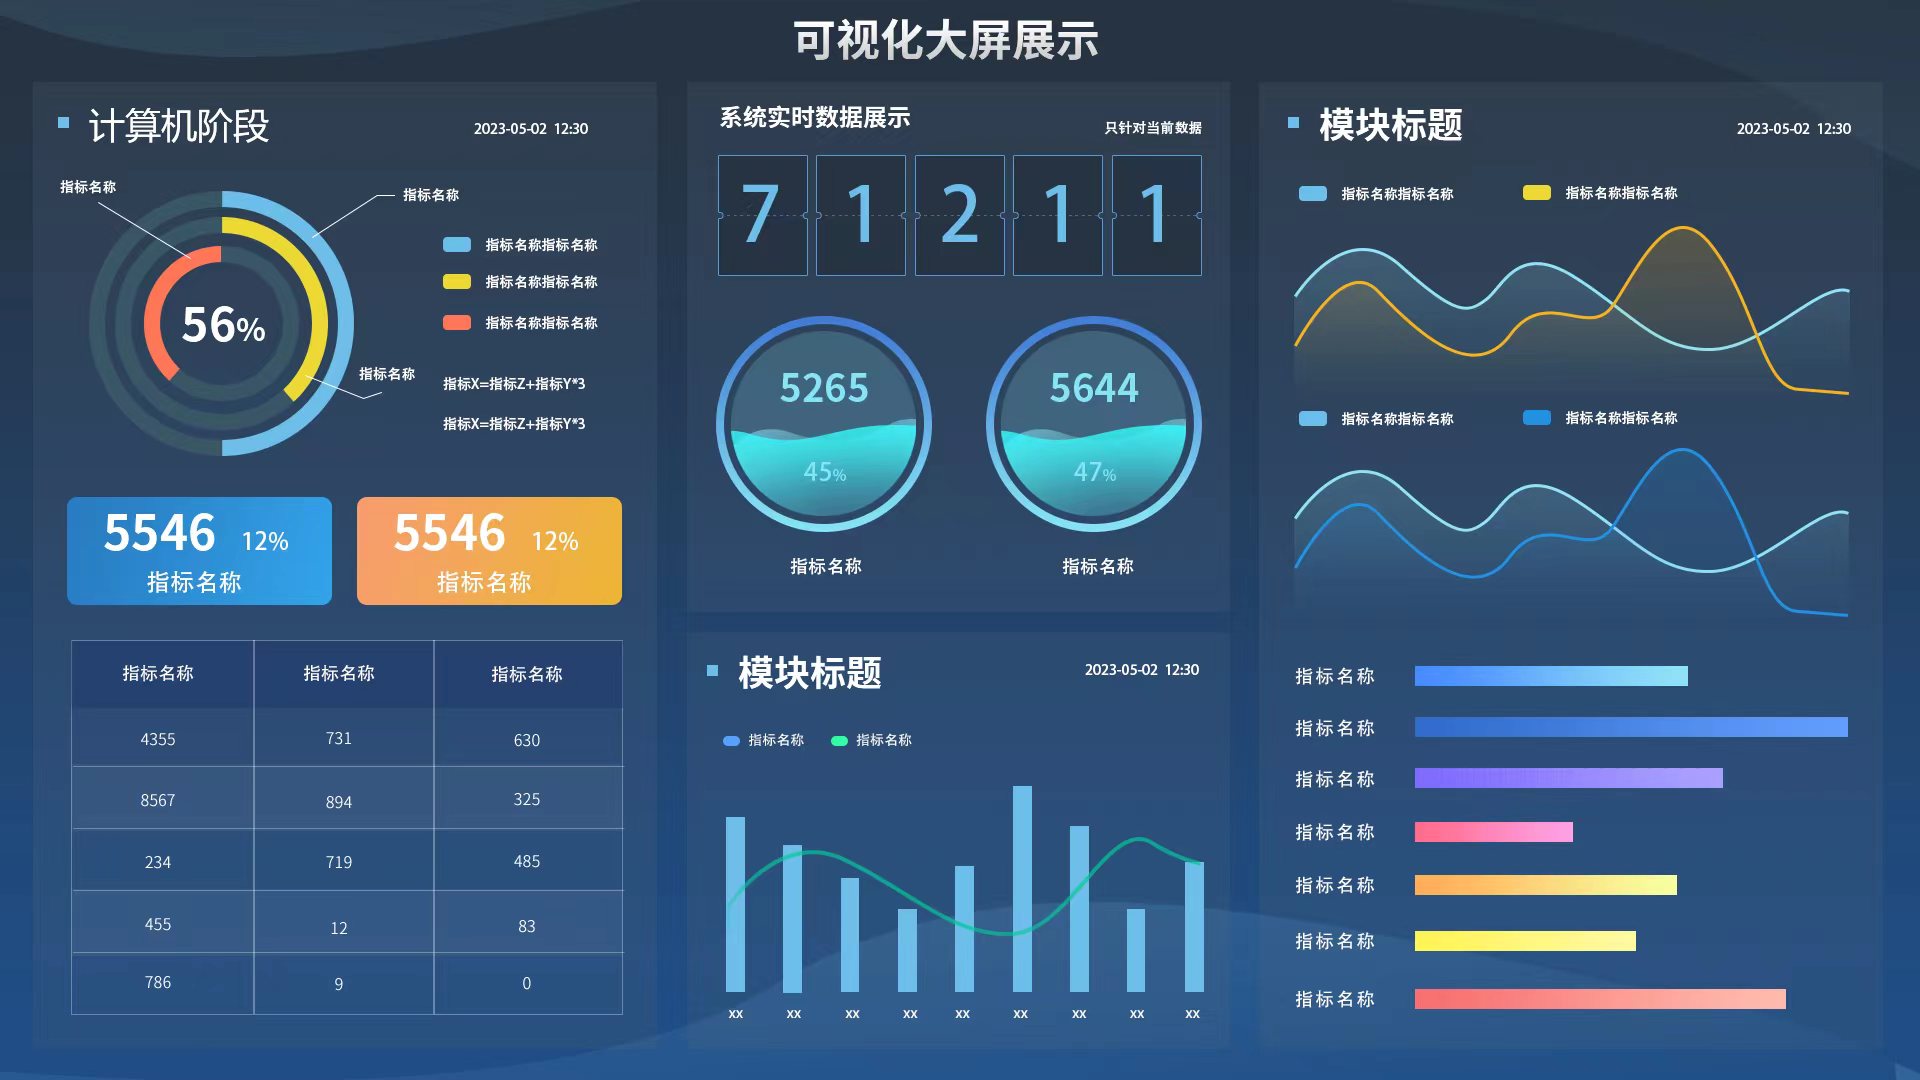 可视化大屏展示
计算机阶段
2023-05-02 12:30
指标名称
指标名称
指标名称指标名称
指标名称指标名称
指标名称指标名称
56%
指标名称
指标X=指标Z+指标Y*3
指标X=指标Z+指标Y*3
5546 12%
指标名称
5546 12%
指标名称
指标名称 指标名称 指标名称
4355 731 630
8567 894 325
234 719 485
455 12 83
786 9 0
系统实时数据展示
只针对当前数据
7 1 2 1 1
5265
45%
指标名称
5644
47%
指标名称
模块标题
2023-05-02 12:30
指标名称 指标名称
xx xx xx xx xx xx xx xx xx
模块标题
2023-05-02 12:30
指标名称指标名称 指标名称指标名称
指标名称指标名称 指标名称指标名称
指标名称
指标名称
指标名称
指标名称
指标名称
指标名称
指标名称